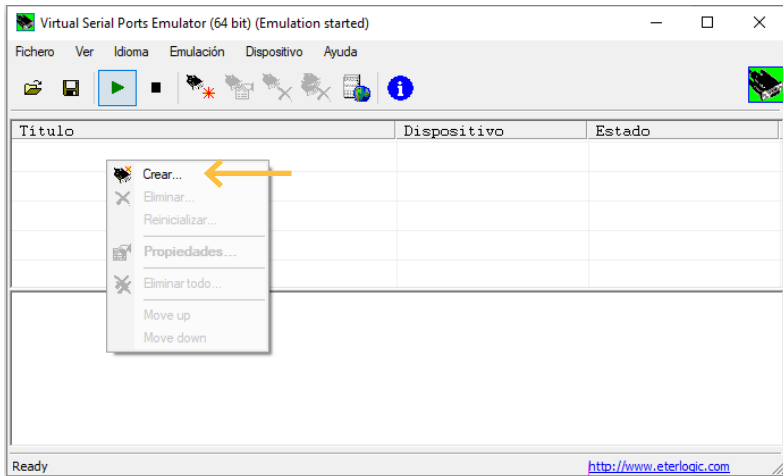 Virtual Serial Ports Emulator (64 bit) (Emulation started)
Fichero Ver Idioma Emulación Dispositivo Ayuda
Título Dispositivo Estado
Crear...
Eliminar...
Reinicializar...
Propiedades...
Eliminar todo...
Move up
Move down
Ready http://www.eterlogic.com